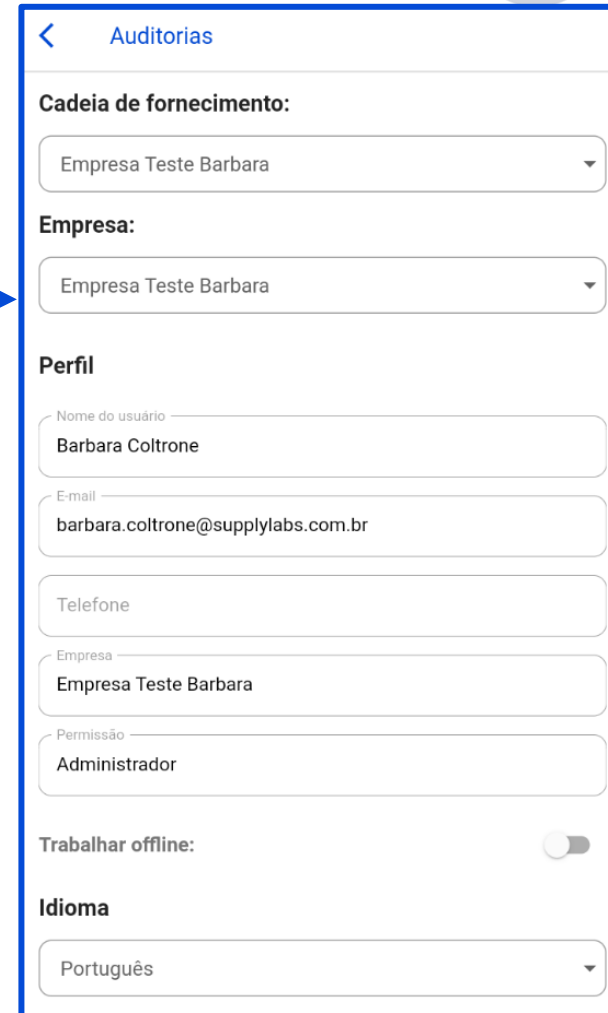 Auditorias
Cadeia de fornecimento:
Empresa Teste Barbara
Empresa:
Empresa Teste Barbara
Perfil
Nome do usuário
Barbara Coltrone
E-mail
barbara.coltrone@supplylabs.com.br
Telefone
Empresa
Empresa Teste Barbara
Permissão
Administrador
Trabalhar offline:
Idioma
Português